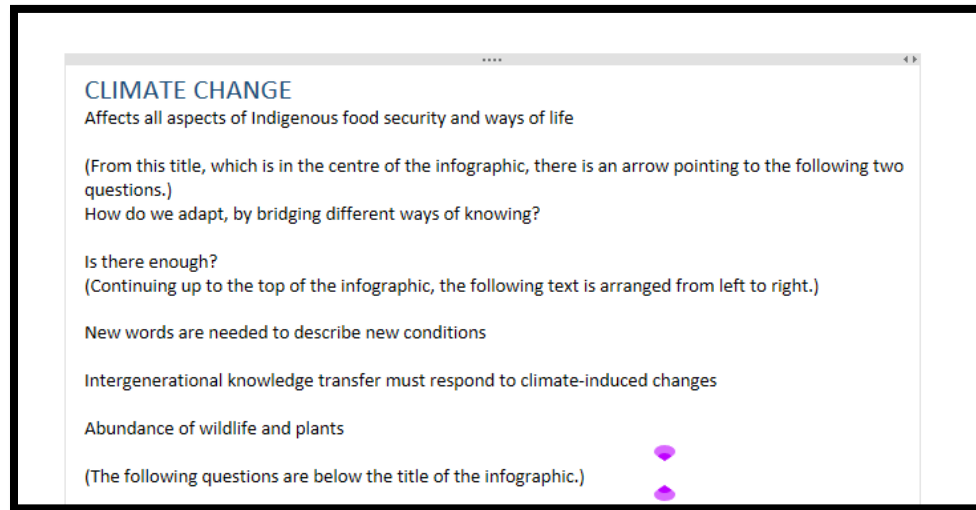 CLIMATE CHANGE
Affects all aspects of Indigenous food security and ways of life
(From this title, which is in the centre of the infographic, there is an arrow pointing to the following two
questions.)
How do we adapt, by bridging different ways of knowing?
Is there enough?
(Continuing up to the top of the infographic, the following text is arranged from left to right.)
New words are needed to describe new conditions
Intergenerational knowledge transfer must respond to climate-induced changes
Abundance of wildlife and plants
(The following questions are below the title of the infographic.)